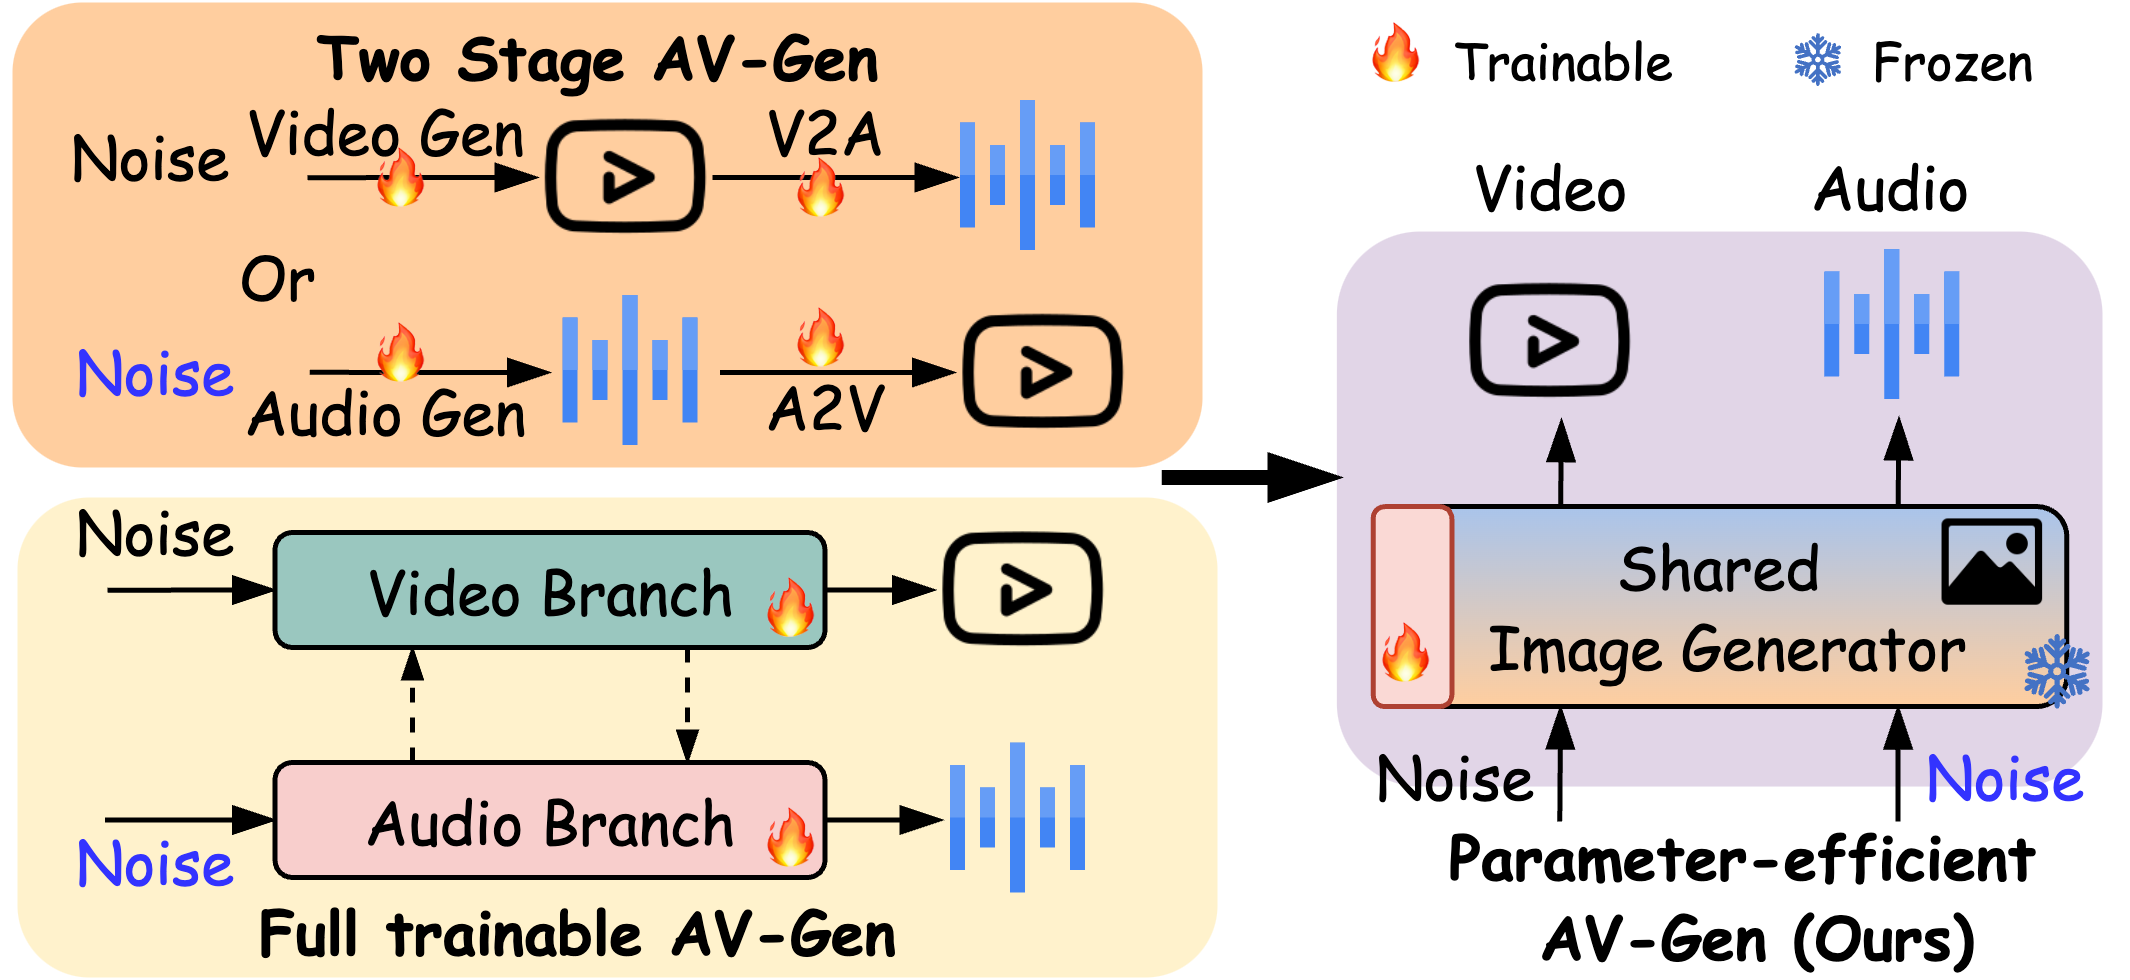 Two Stage AV-Gen
Noise
Video Gen
V2A
Or
Noise
Audio Gen
A2V
Noise
Video Branch
Audio Branch
Noise
Full trainable AV-Gen
Trainable
Frozen
Video
Audio
Shared
Image Generator
Noise
Noise
Parameter-efficient
AV-Gen (Ours)